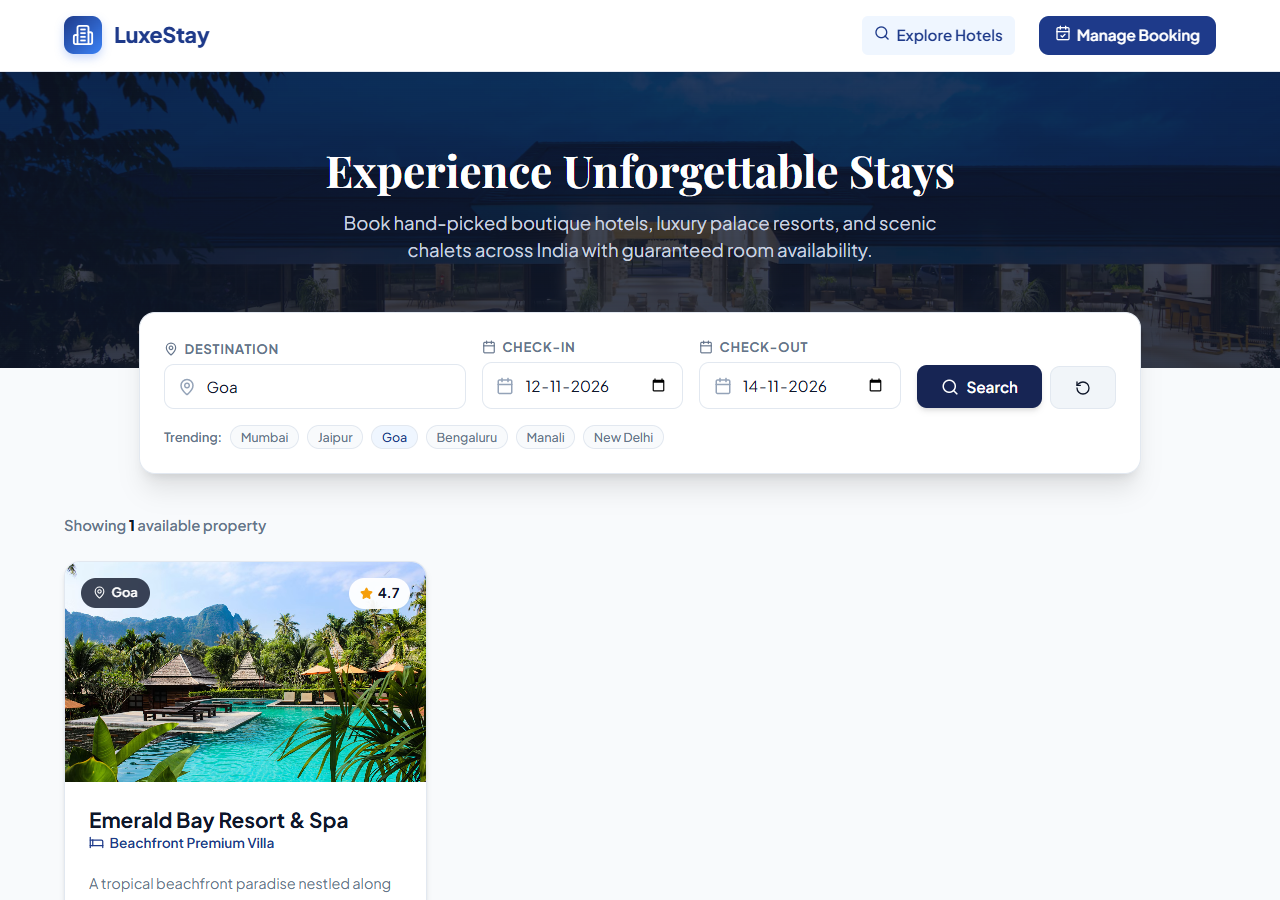 LuxeStay
Explore Hotels
Manage Booking
Experience Unforgettable Stays
Book hand-picked boutique hotels, luxury palace resorts, and scenic
chalets across India with guaranteed room availability.
DESTINATION
CHECK-IN
CHECK-OUT
Goa
12-11-2026
14-11-2026
Search
Trending:
Mumbai
Jaipur
Goa
Bengaluru
Manali
New Delhi
Showing 1 available property
Goa
4.7
Emerald Bay Resort & Spa
Beachfront Premium Villa
A tropical beachfront paradise nestled along